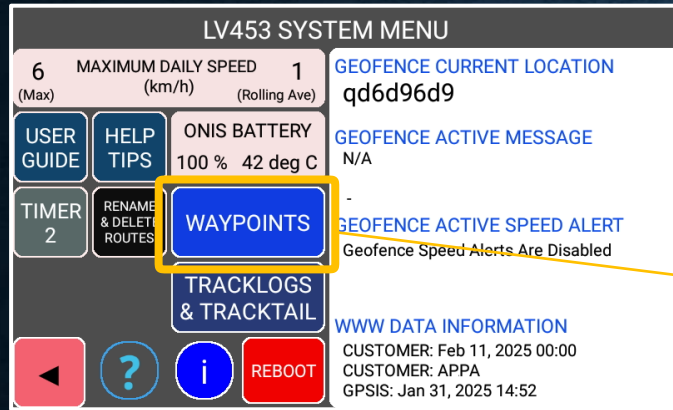 LV453 SYSTEM MENU
6 MAXIMUM DAILY SPEED 1
(Max) (km/h) (Rolling Ave)
USER
GUIDE
HELP
TIPS
ONIS BATTERY
100 % 42 deg C
TIMER
2
RENAME
& DELETE
ROUTES
WAYPOINTS
TRACKLOGS
& TRACKTAIL
◄
?
i
REBOOT
GEOFENCE CURRENT LOCATION
qd6d96d9
GEOFENCE ACTIVE MESSAGE
N/A
-
GEOFENCE ACTIVE SPEED ALERT
Geofence Speed Alerts Are Disabled
WWW DATA INFORMATION
CUSTOMER: Feb 11, 2025 00:00
CUSTOMER: APPA
GPSIS: Jan 31, 2025 14:52